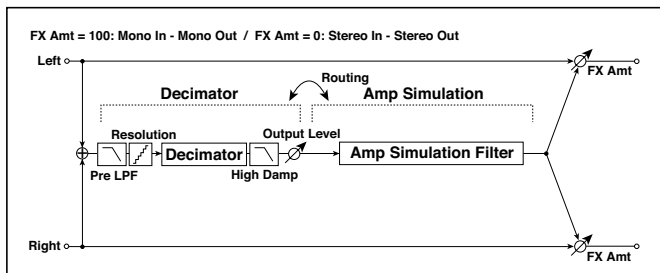 FX Amt = 100: Mono In - Mono Out / FX Amt = 0: Stereo In - Stereo Out
Left
FX Amt
Routing
Decimator
Amp Simulation
Resolution
Output Level
Decimator
Amp Simulation Filter
Pre LPF
High Damp
Right
FX Amt